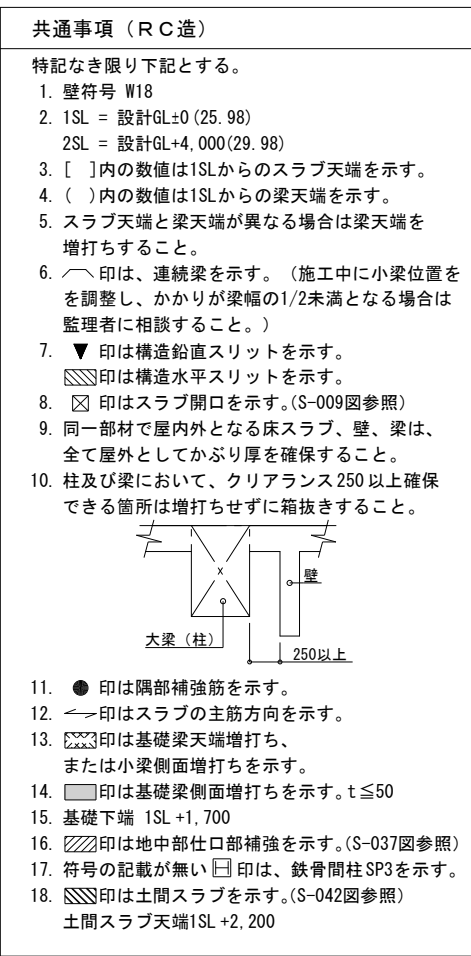 共通事項（ＲＣ造）
特記なき限り下記とする。
1. 壁符号 W18
2. 1SL = 設計GL±0(25.98)
2SL = 設計GL+4,000(29.98)
3. [　]内の数値は1SLからのスラブ天端を示す。
4. (　)内の数値は1SLからの梁天端を示す。
5. スラブ天端と梁天端が異なる場合は梁天端を
増打ちすること。
6. 印は、連続梁を示す。（施工中に小梁位置を
を調整し、かかりが梁幅の1/2未満となる場合は
監理者に相談すること。）
7. ▼ 印は構造鉛直スリットを示す。
印は構造水平スリットを示す。
8. 印はスラブ開口を示す。(S-009図参照)
9. 同一部材で屋内外となる床スラブ、壁、梁は、
全て屋外としてかぶり厚を確保すること。
10. 柱及び梁において、クリアランス250以上確保
できる箇所は増打ちせずに箱抜きすること。
壁
大梁（柱）
250以上
11. ● 印は隅部補強筋を示す。
12. 印はスラブの主筋方向を示す。
13. 印は基礎梁天端増打ち、
または小梁側面増打ちを示す。
14. 印は基礎梁側面増打ちを示す。t≦50
15. 基礎下端 1SL +1,700
16. 印は地中部仕口部補強を示す。(S-037図参照)
17. 符号の記載が無い 印は、鉄骨間柱SP3を示す。
18. 印は土間スラブを示す。(S-042図参照)
土間スラブ天端1SL +2,200